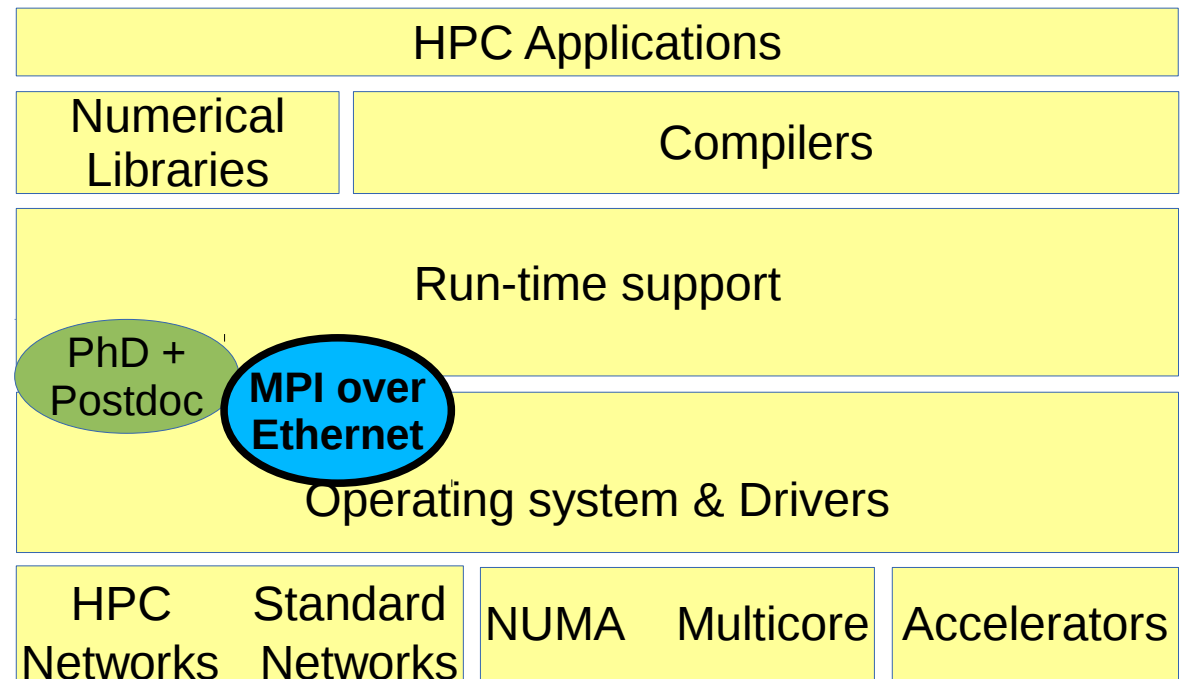 HPC Applications
Numerical
Libraries
Compilers
Run-time support
PhD +
Postdoc
MPI over
Ethernet
Operating system & Drivers
HPC
Networks
Standard
Networks
NUMA
Multicore
Accelerators